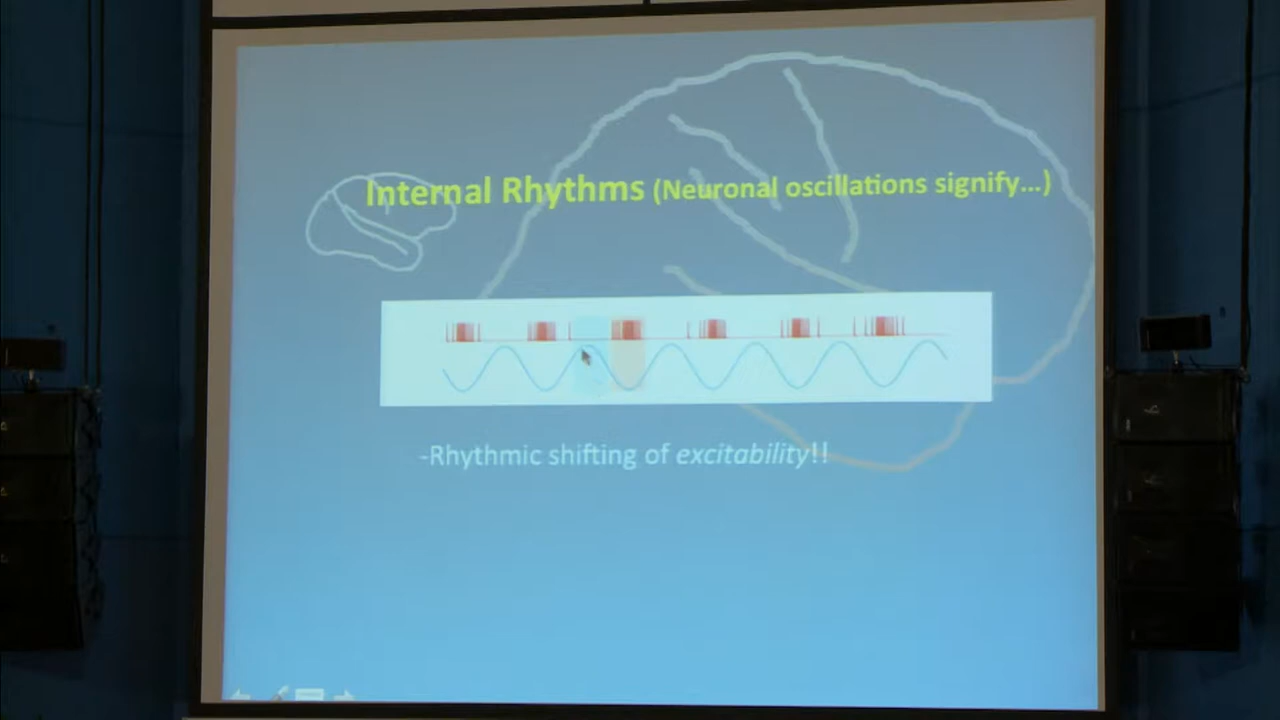 Internal Rhythms (Neuronal oscillations signify...)
-Rhythmic shifting of excitability!!